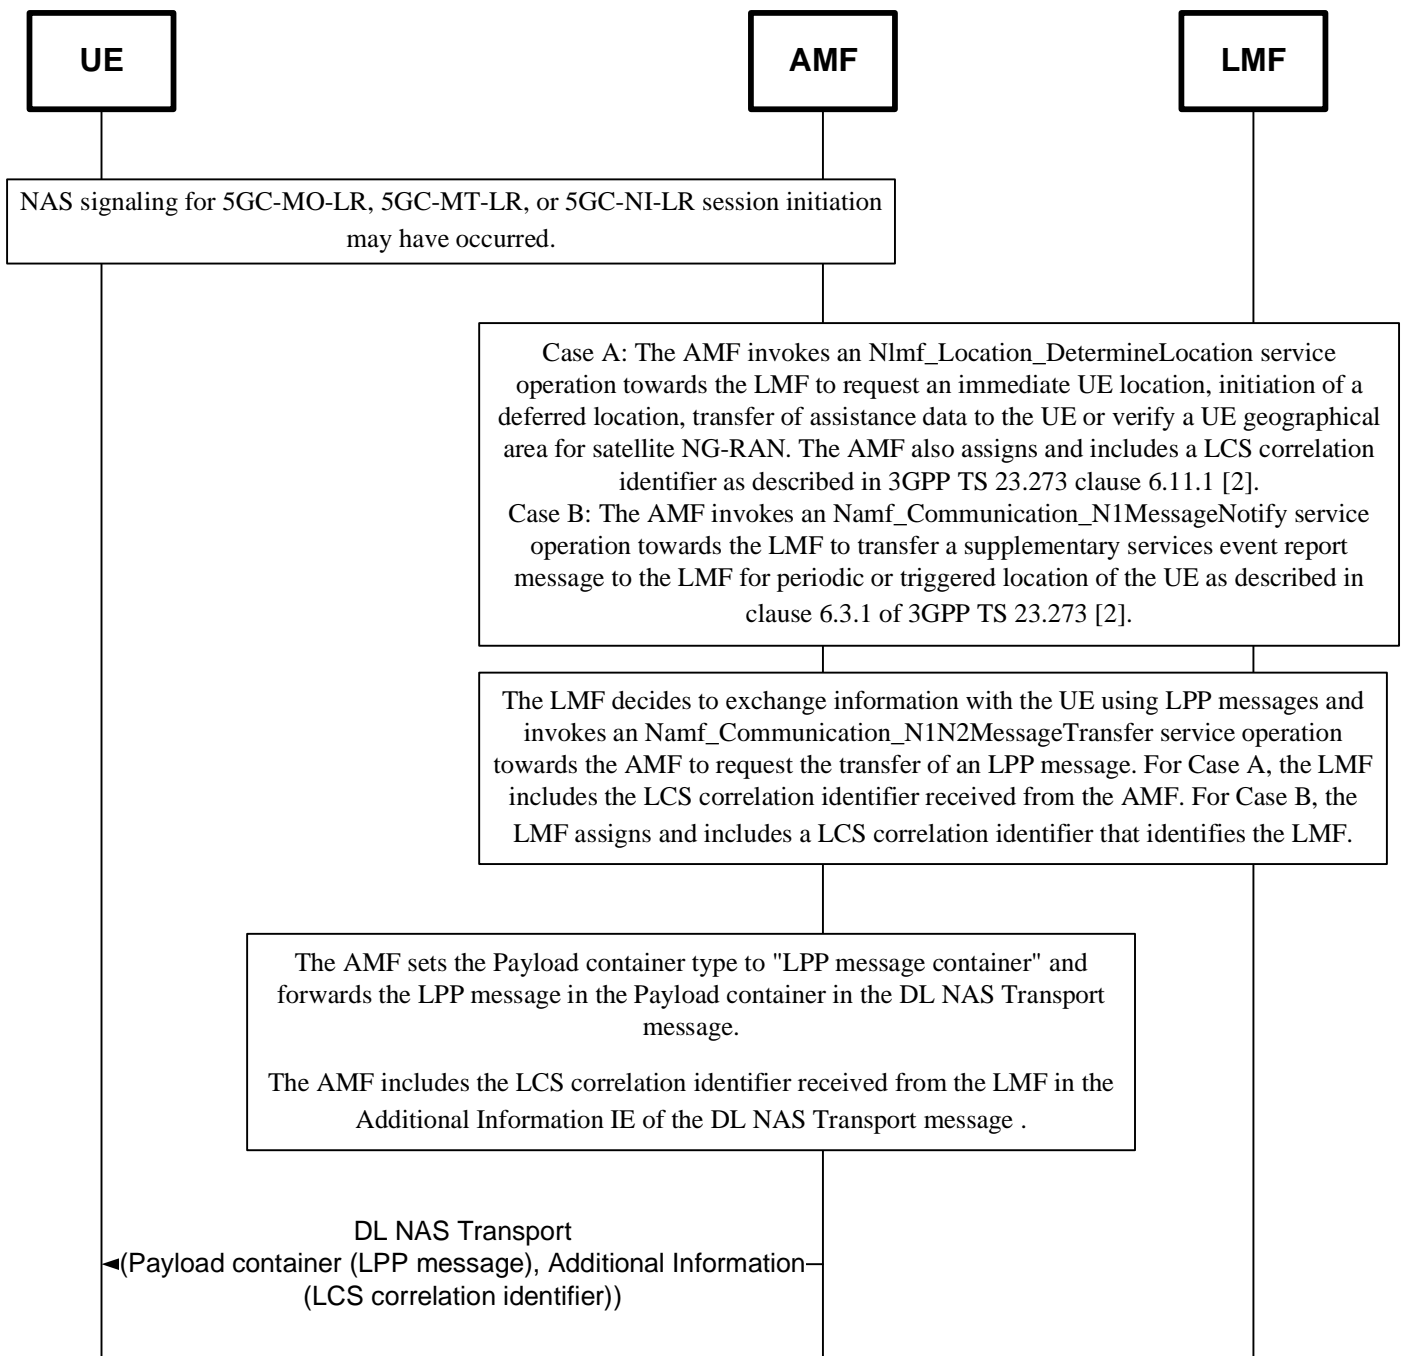 UE
AMF
LMF
NAS signaling for 5GC-MO-LR, 5GC-MT-LR, or 5GC-NI-LR session initiation
may have occurred.
Case A: The AMF invokes an Nlmf_Location_DetermineLocation service
operation towards the LMF to request an immediate UE location, initiation of a
deferred location, transfer of assistance data to the UE or verify a UE geographical
area for satellite NG-RAN. The AMF also assigns and includes a LCS correlation
identifier as described in 3GPP TS 23.273 clause 6.11.1 [2].
Case B: The AMF invokes an Namf_Communication_N1MessageNotify service
operation towards the LMF to transfer a supplementary services event report
message to the LMF for periodic or triggered location of the UE as described in
clause 6.3.1 of 3GPP TS 23.273 [2].
The LMF decides to exchange information with the UE using LPP messages and
invokes an Namf_Communication_N1N2MessageTransfer service operation
towards the AMF to request the transfer of an LPP message. For Case A, the LMF
includes the LCS correlation identifier received from the AMF. For Case B, the
LMF assigns and includes a LCS correlation identifier that identifies the LMF.
The AMF sets the Payload container type to "LPP message container" and
forwards the LPP message in the Payload container in the DL NAS Transport
message.
The AMF includes the LCS correlation identifier received from the LMF in the
Additional Information IE of the DL NAS Transport message .
DL NAS Transport
(Payload container (LPP message), Additional Information
(LCS correlation identifier))